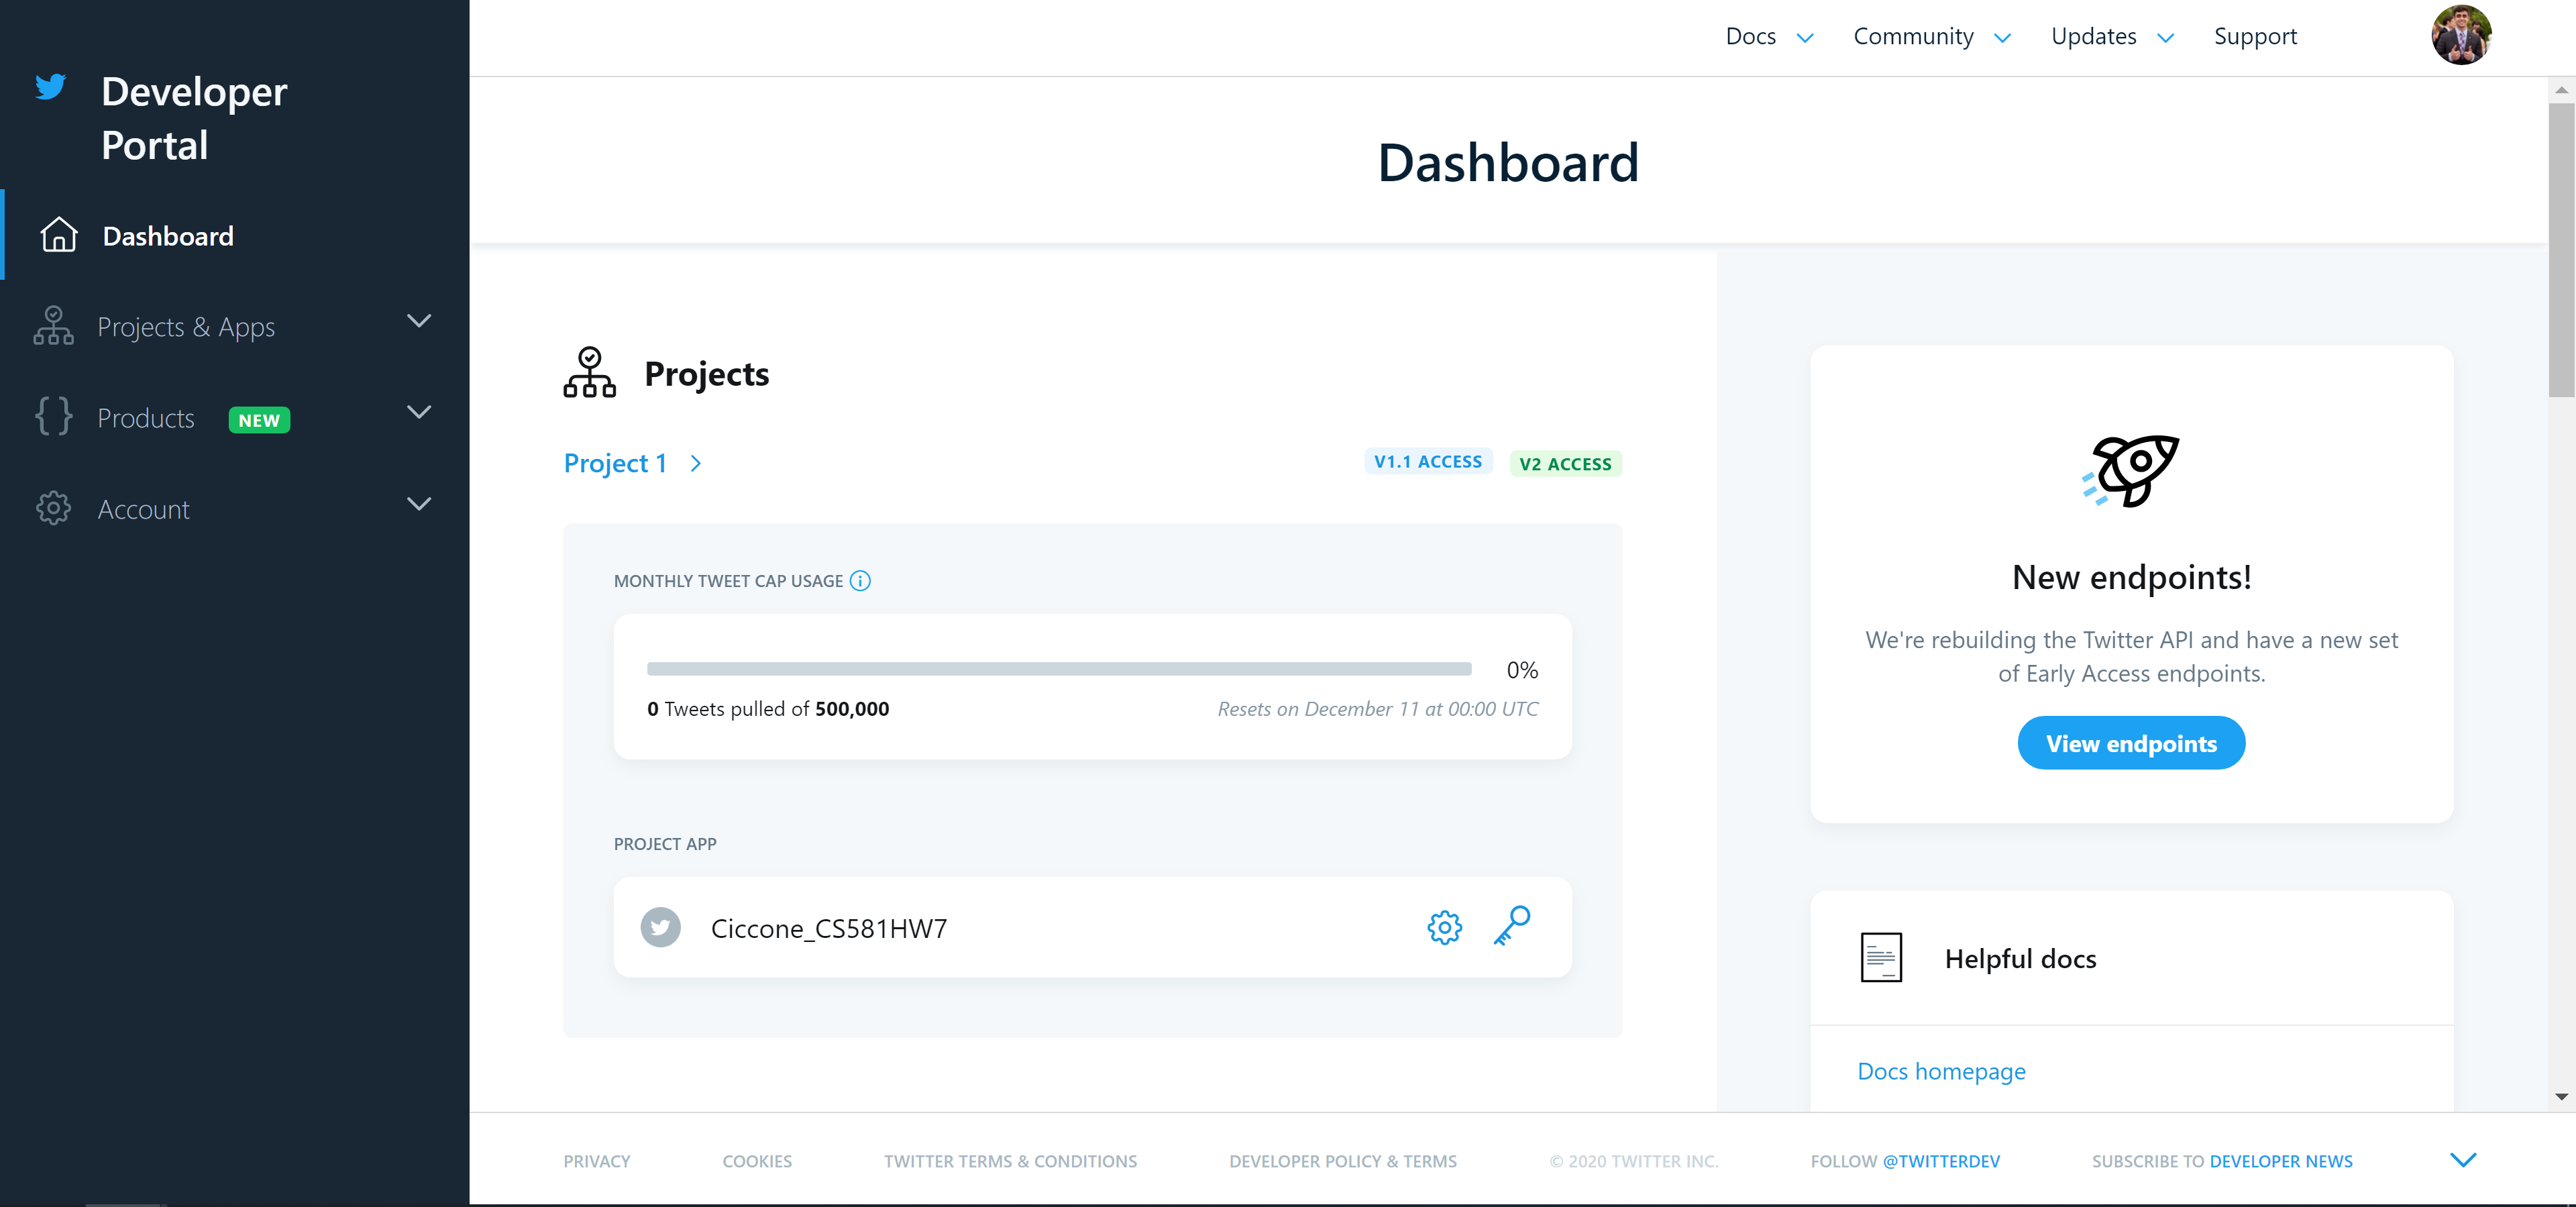 Docs
Community
Updates
Support
Developer
Portal
Dashboard
Projects & Apps
Products NEW
Account
Dashboard
Projects
Project 1
V1.1 ACCESS
V2 ACCESS
MONTHLY TWEET CAP USAGE
0%
0 Tweets pulled of 500,000
Resets on December 11 at 00:00 UTC
PROJECT APP
Ciccone_CS581HW7
New endpoints!
We're rebuilding the Twitter API and have a new set
of Early Access endpoints.
View endpoints
Helpful docs
Docs homepage
PRIVACY
COOKIES
TWITTER TERMS & CONDITIONS
DEVELOPER POLICY & TERMS
© 2020 TWITTER INC.
FOLLOW @TWITTERDEV
SUBSCRIBE TO DEVELOPER NEWS